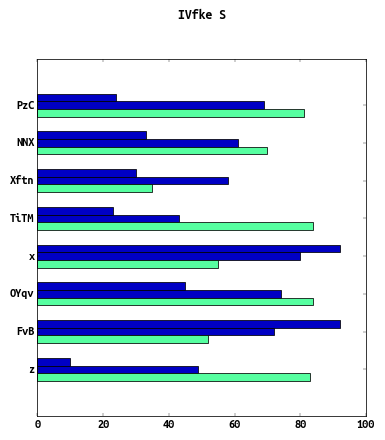 IVfke S
PzC
NNX
Xftn
TiTM
x
OYqv
FvB
z
0 20 40 60 80 100